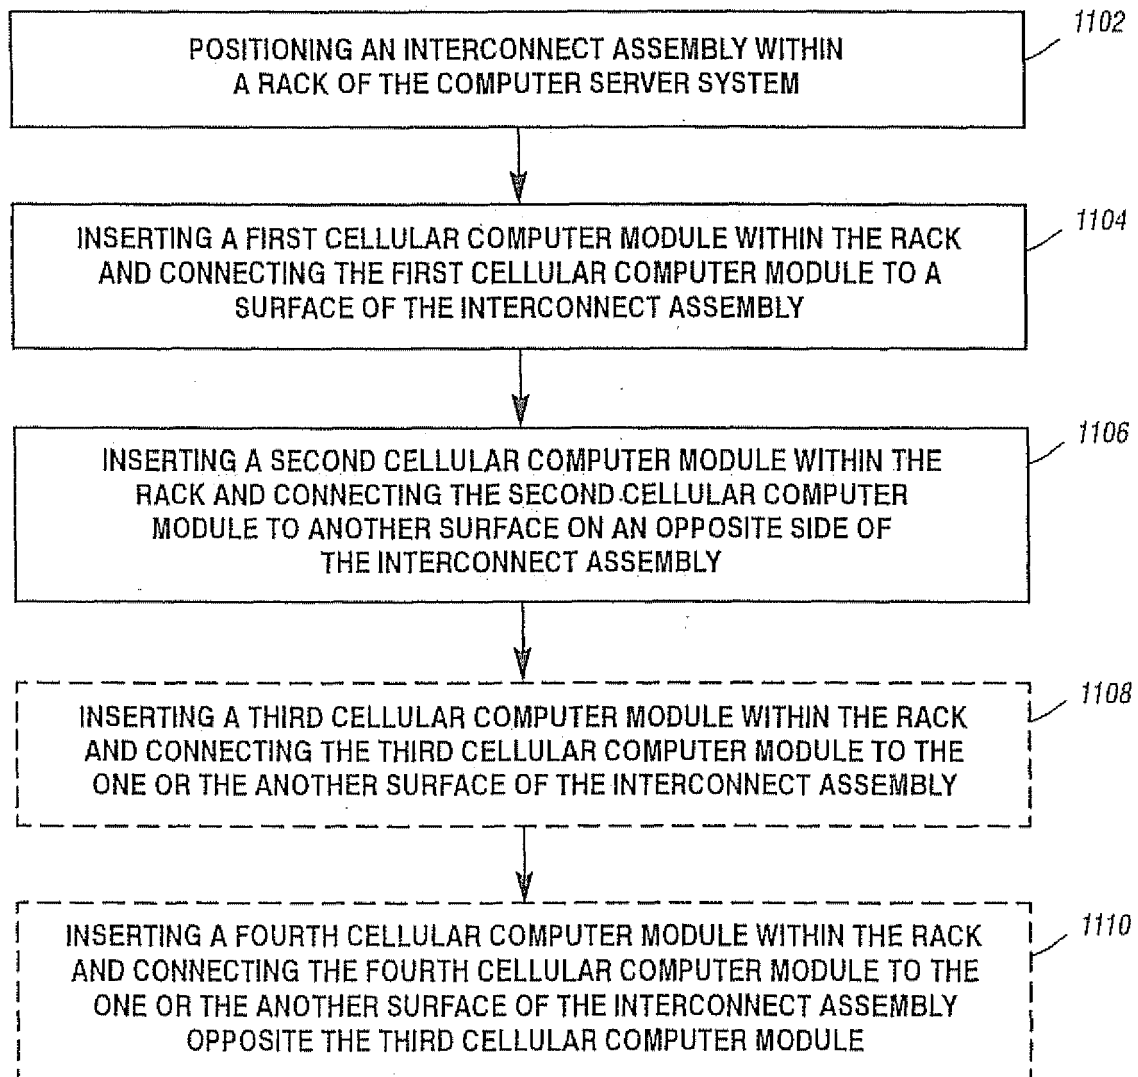 1102
POSITIONING AN INTERCONNECT ASSEMBLY WITHIN
A RACK OF THE COMPUTER SERVER SYSTEM
1104
INSERTING A FIRST CELLULAR COMPUTER MODULE WITHIN THE RACK
AND CONNECTING THE FIRST CELLULAR COMPUTER MODULE TO A
SURFACE OF THE INTERCONNECT ASSEMBLY
1106
INSERTING A SECOND CELLULAR COMPUTER MODULE WITHIN THE
RACK AND CONNECTING THE SECOND CELLULAR COMPUTER
MODULE TO ANOTHER SURFACE ON AN OPPOSITE SIDE OF
THE INTERCONNECT ASSEMBLY
1108
INSERTING A THIRD CELLULAR COMPUTER MODULE WITHIN THE RACK
AND CONNECTING THE THIRD CELLULAR COMPUTER MODULE TO THE
ONE OR THE ANOTHER SURFACE OF THE INTERCONNECT ASSEMBLY
1110
INSERTING A FOURTH CELLULAR COMPUTER MODULE WITHIN THE RACK
AND CONNECTING THE FOURTH CELLULAR COMPUTER MODULE TO THE
ONE OR THE ANOTHER SURFACE OF THE INTERCONNECT ASSEMBLY
OPPOSITE THE THIRD CELLULAR COMPUTER MODULE